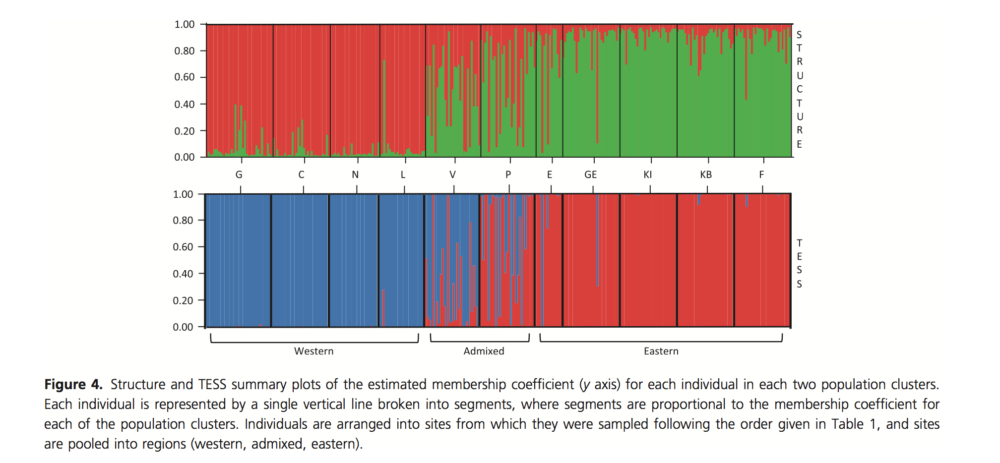 1.00
0.80
0.60
0.40
0.20
0.00
S
T
R
U
C
T
U
R
E
G C N L V P E GE KI KB F
1.00
0.80
0.60
0.40
0.20
0.00
T
E
S
S
Western Admixed Eastern
Figure 4. Structure and TESS summary plots of the estimated membership coefficient (y axis) for each individual in each two population clusters.
Each individual is represented by a single vertical line broken into segments, where segments are proportional to the membership coefficient for
each of the population clusters. Individuals are arranged into sites from which they were sampled following the order given in Table 1, and sites
are pooled into regions (western, admixed, eastern).